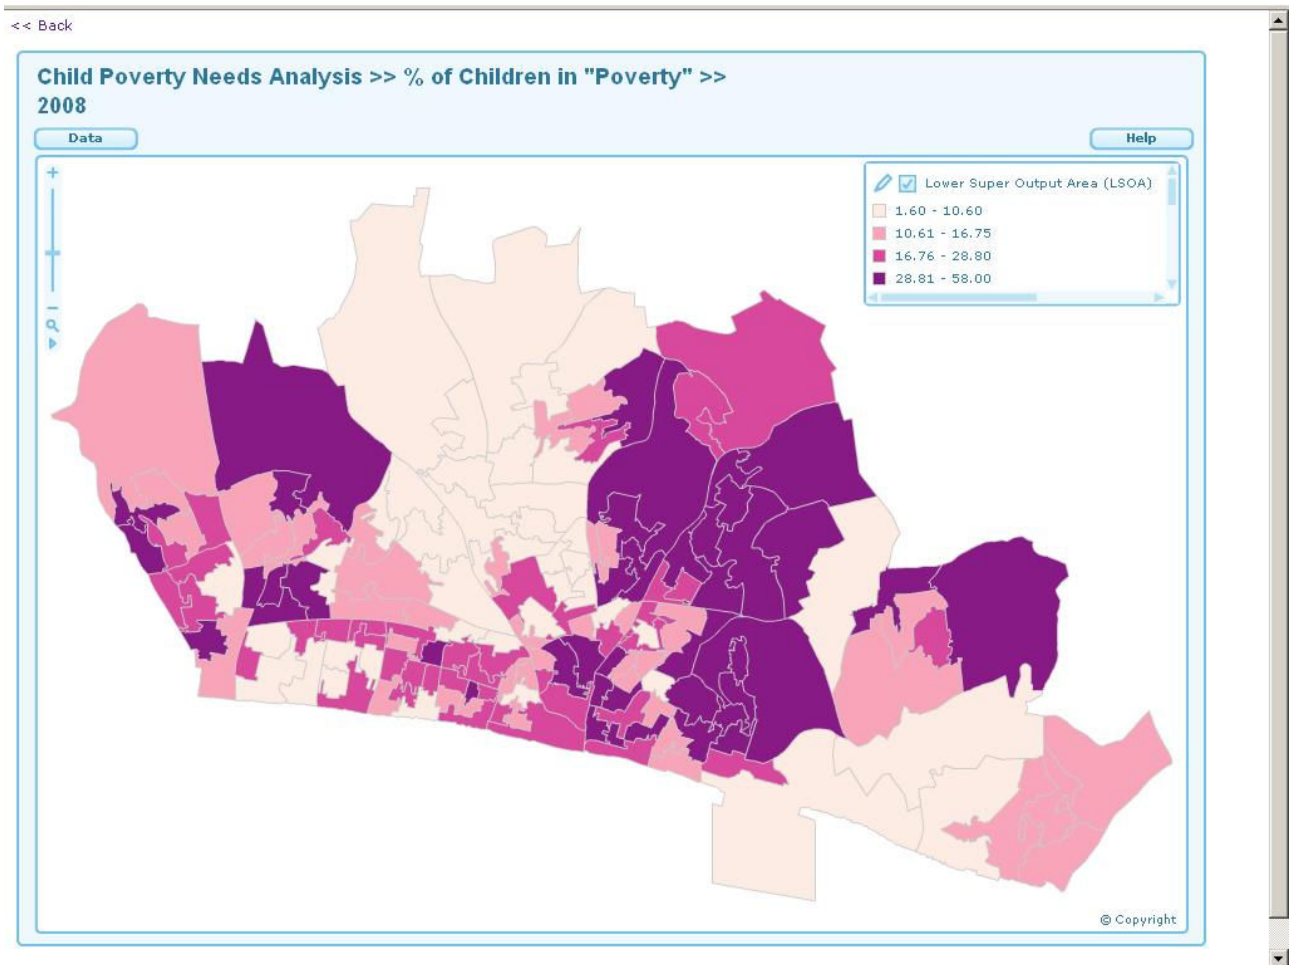 << Back
Child Poverty Needs Analysis >> % of Children in "Poverty" >>
2008
Data
Help
Lower Super Output Area (LSOA)
1.60 - 10.60
10.61 - 16.75
16.76 - 28.80
28.81 - 58.00
© Copyright